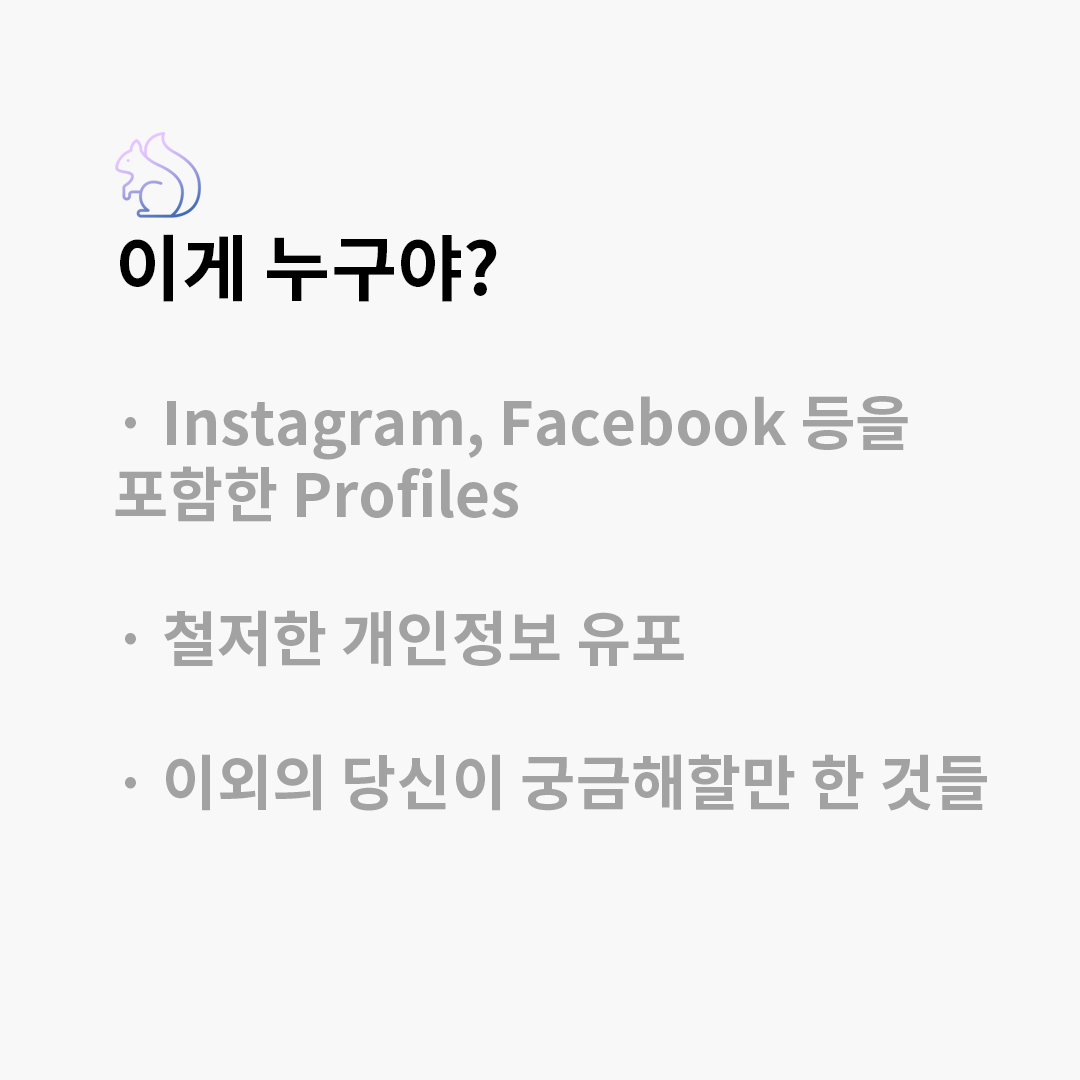 이게 누구야?
· Instagram, Facebook 등을
포함한 Profiles
· 철저한 개인정보 유포
· 이외의 당신이 궁금해할만 한 것들